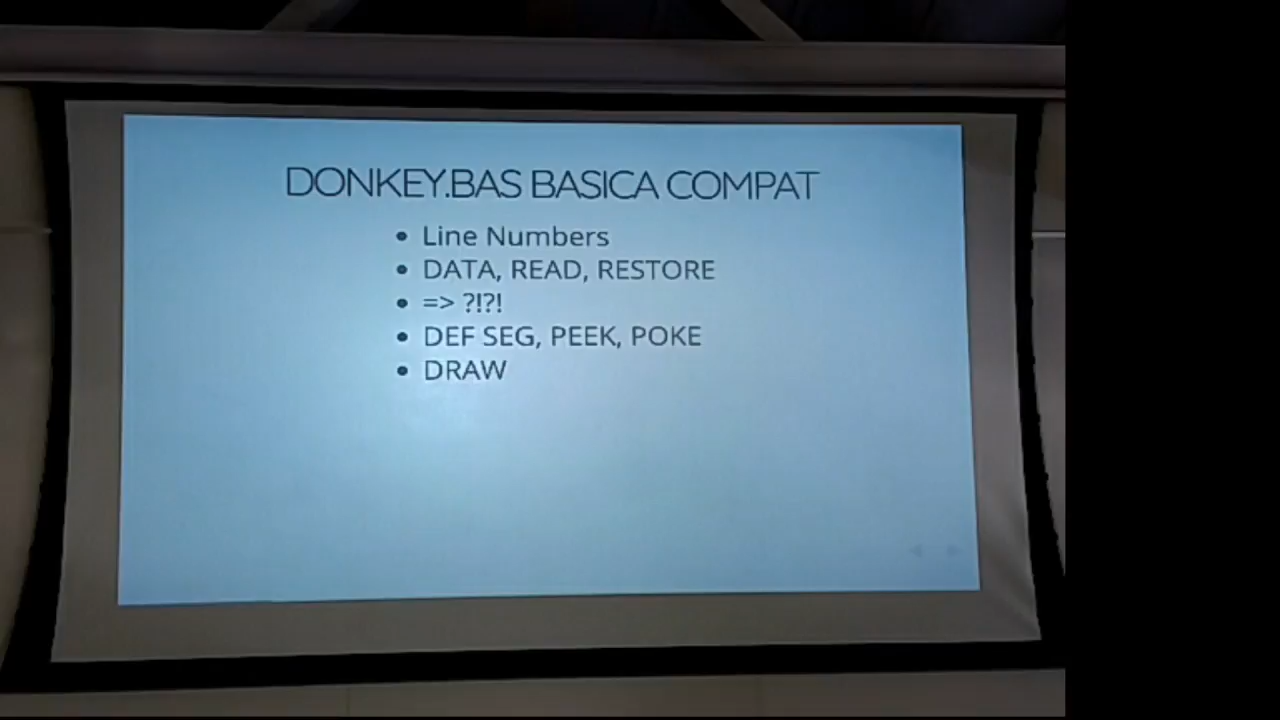 DONKEY.BAS BASICA COMPAT
• Line Numbers
• DATA, READ, RESTORE
• => ?!?!
• DEF SEG, PEEK, POKE
• DRAW